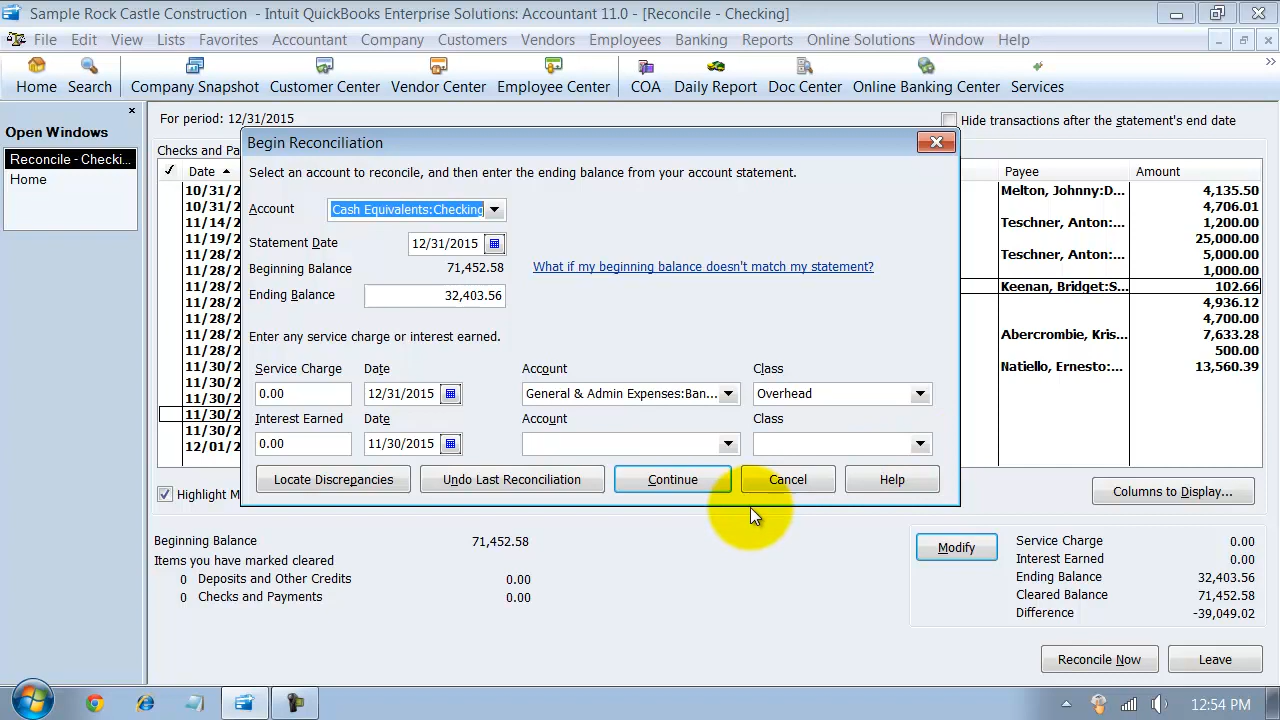 Sample Rock Castle Construction - Intuit QuickBooks Enterprise Solutions: Accountant 11.0 - [Reconcile - Checking]
File Edit View Lists Favorites Accountant Company Customers Vendors Employees Banking Reports Online Solutions Window Help
Home Search Company Snapshot Customer Center Vendor Center Employee Center COA Daily Report Doc Center Online Banking Center Services
Open Windows
Reconcile - Checki...
Home
For period: 12/31/2015
Hide transactions after the statement's end date
Checks and Pa
Date Payee Amount
10/31/2 Melton, Johnny:D... 4,135.50
10/31/2 4,706.01
11/14/2 Teschner, Anton:... 1,200.00
11/19/2 25,000.00
11/28/2 Teschner, Anton:... 5,000.00
11/28/2 1,000.00
11/28/2 Keenan, Bridget:S... 102.66
11/28/2 4,936.12
11/28/2 4,700.00
11/28/2 Abercrombie, Kris... 7,633.28
11/28/2 500.00
11/30/2 Natiello, Ernesto:... 13,560.39
11/30/2
11/30/2
11/30/2
11/30/2
12/01/2
Begin Reconciliation
Select an account to reconcile, and then enter the ending balance from your account statement.
Account Cash Equivalents:Checking
Statement Date 12/31/2015
Beginning Balance 71,452.58 What if my beginning balance doesn't match my statement?
Ending Balance 32,403.56
Enter any service charge or interest earned.
Service Charge Date Account Class
0.00 12/31/2015 General & Admin Expenses:Ban... Overhead
Interest Earned Date Account Class
0.00 11/30/2015
Locate Discrepancies Undo Last Reconciliation Continue Cancel Help
Highlight M
Columns to Display...
Beginning Balance 71,452.58
Items you have marked cleared
0 Deposits and Other Credits 0.00
0 Checks and Payments 0.00
Modify
Service Charge 0.00
Interest Earned 0.00
Ending Balance 32,403.56
Cleared Balance 71,452.58
Difference -39,049.02
Reconcile Now Leave
12:54 PM